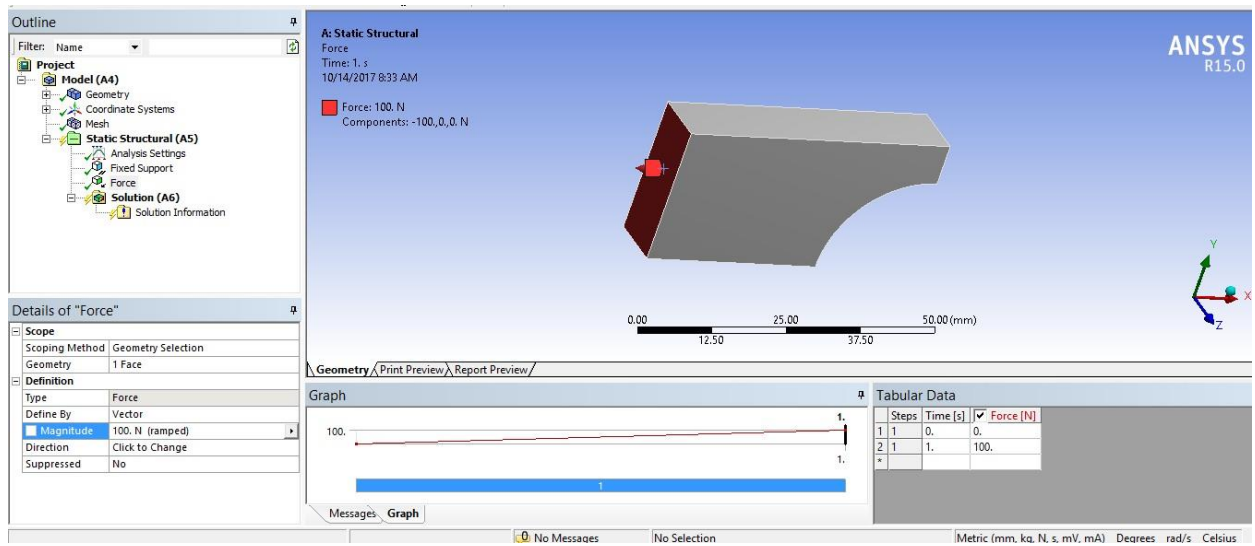 Outline
Filter: Name
Project
Model (A4)
Geometry
Coordinate Systems
Mesh
Static Structural (A5)
Analysis Settings
Fixed Support
Force
Solution (A6)
Solution Information
Details of "Force"
Scope
Scoping Method Geometry Selection
Geometry 1 Face
Definition
Type Force
Define By Vector
Magnitude 100. N (ramped)
Direction Click to Change
Suppressed No
A: Static Structural
Force
Time: 1. s
10/14/2017 8:33 AM
Force: 100. N
Components: -100.,0.,0. N
ANSYS
R15.0
Y
X
Z
0.00 25.00 50.00 (mm)
12.50 37.50
Geometry Print Preview Report Preview
Graph
1.
100.
1.
1
Messages Graph
Tabular Data
Steps Time [s] Force [N]
1 1 0. 0.
2 1 1. 100.
*
0 No Messages No Selection Metric (mm, kg, N, s, mV, mA) Degrees rad/s Celsius